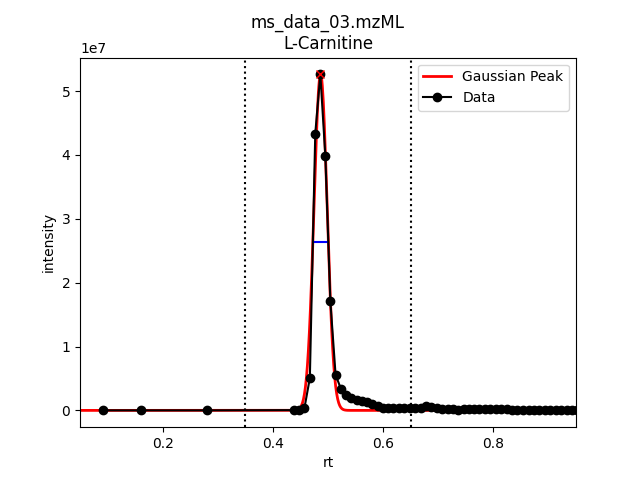 ms_data_03.mzML
L-Carnitine
1e7
Gaussian Peak
Data
5
4
3
2
1
0
intensity
0.2 0.4 0.6 0.8
rt